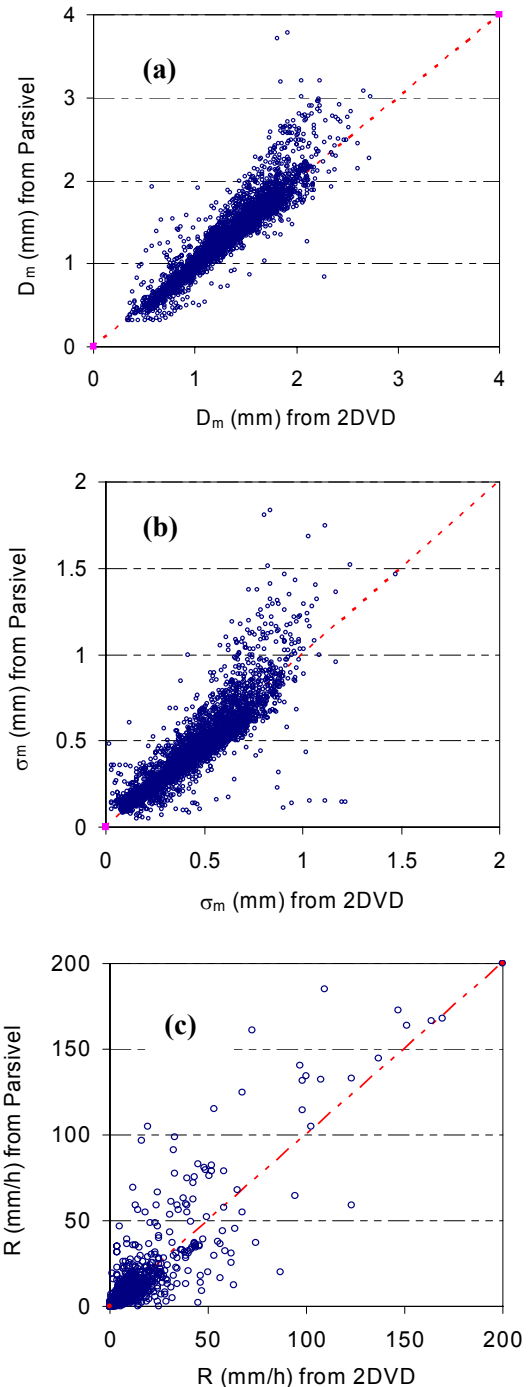 4
(a)
3
2
1
0
Dm (mm) from Parsivel
0 1 2 3 4
Dm (mm) from 2DVD
2
(b)
1.5
1
0.5
0
σm (mm) from Parsivel
0 0.5 1 1.5 2
σm (mm) from 2DVD
200
(c)
150
100
50
0
R (mm/h) from Parsivel
0 50 100 150 200
R (mm/h) from 2DVD